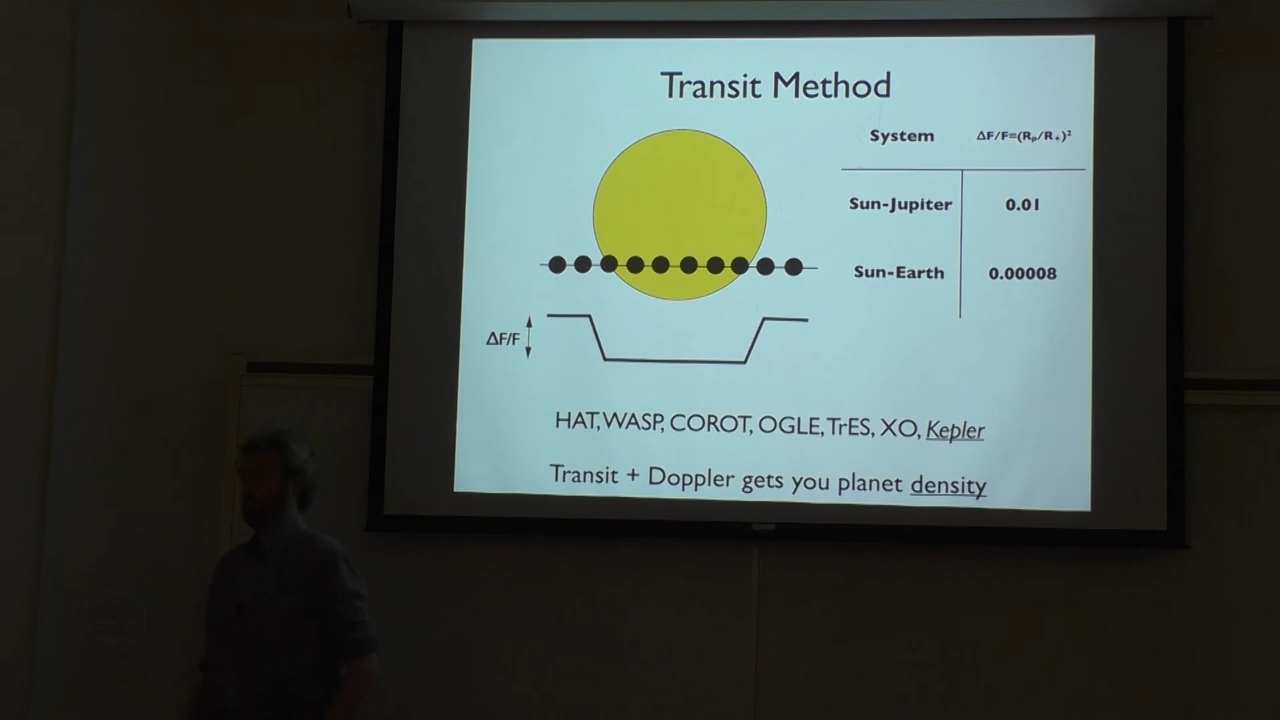 Transit Method
System ΔF/F=(Rₚ/R⋆)²
Sun-Jupiter 0.01
Sun-Earth 0.00008
ΔF/F
HAT, WASP, COROT, OGLE, TrES, XO, Kepler
Transit + Doppler gets you planet density